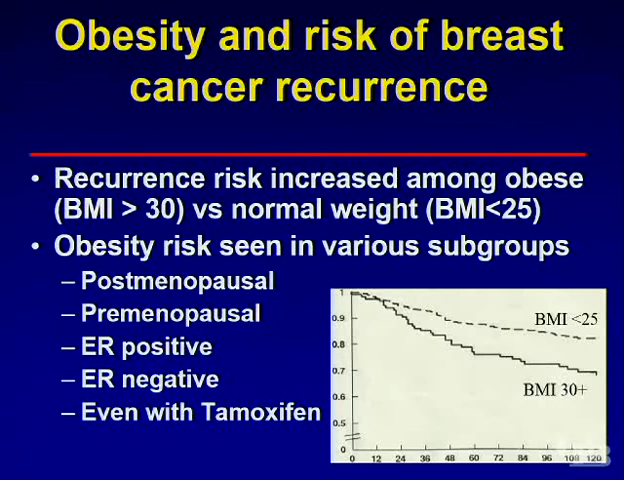 Obesity and risk of breast
cancer recurrence
• Recurrence risk increased among obese
(BMI > 30) vs normal weight (BMI<25)
• Obesity risk seen in various subgroups
– Postmenopausal
– Premenopausal
– ER positive
– ER negative
– Even with Tamoxifen
1
0.9
0.8
0.7
0.6
0.5
0
BMI <25
BMI 30+
0 12 24 36 48 60 72 84 96 108 120